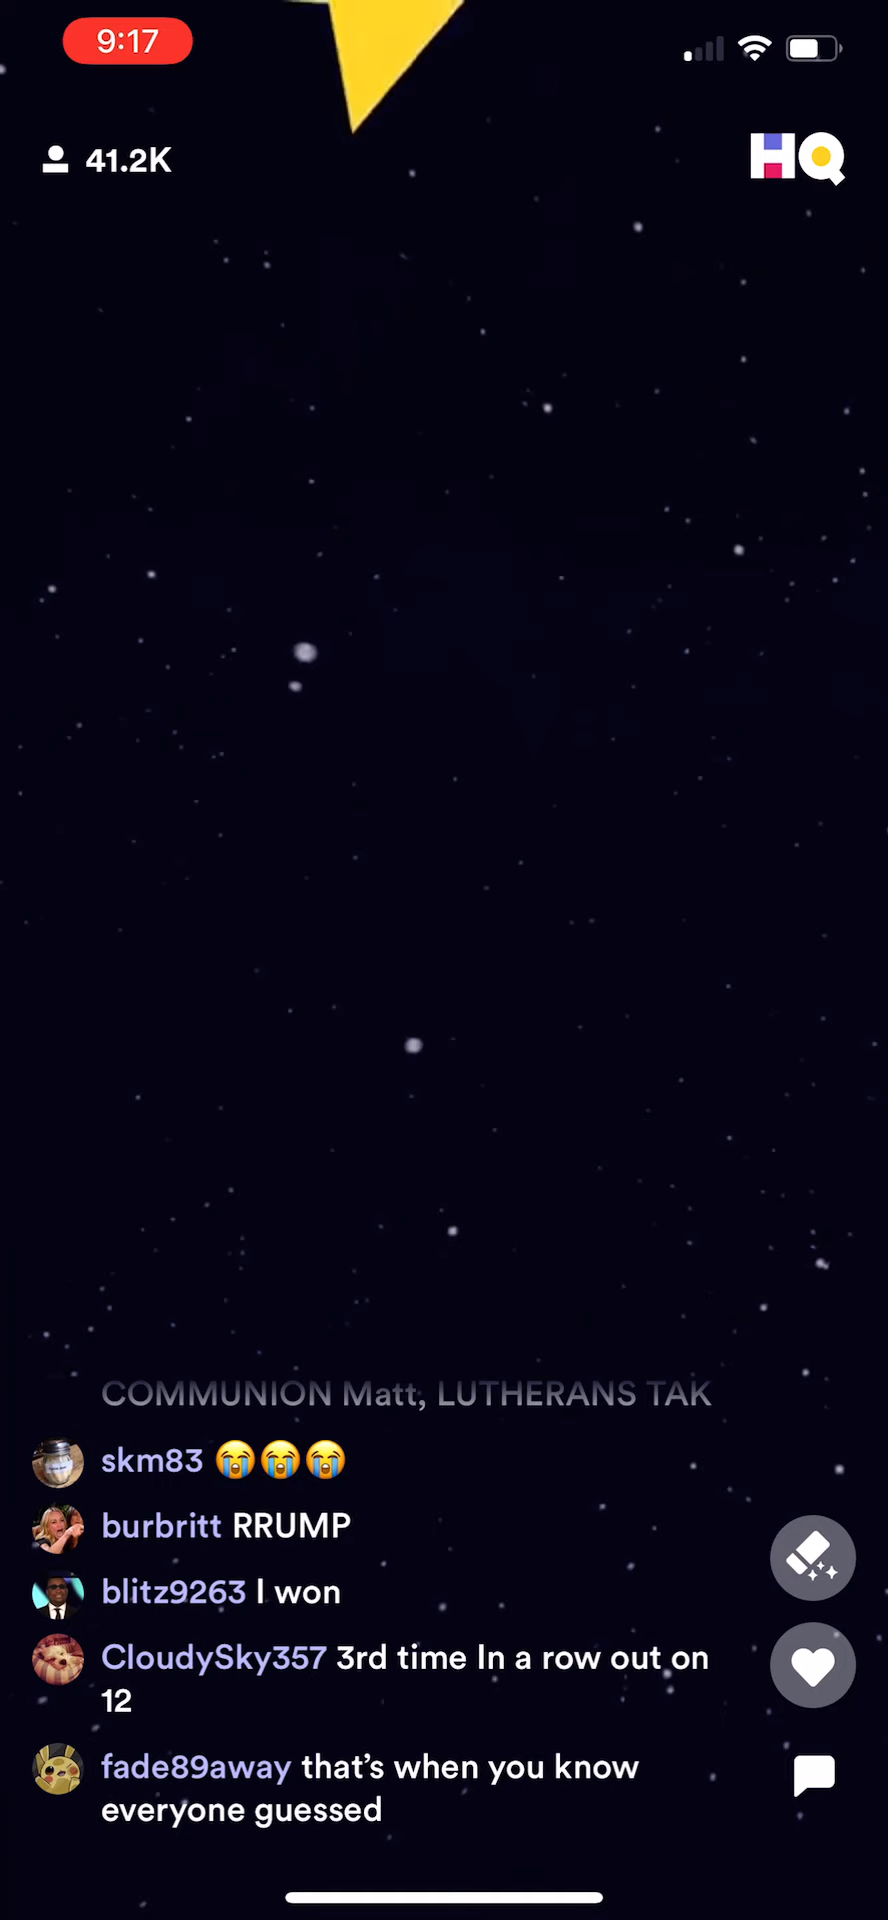 9:17
41.2K
HQ
COMMUNION Matt, LUTHERANS TAK
skm83 😭😭😭
burbritt RRUMP
blitz9263 I won
CloudySky357 3rd time In a row out on
12
fade89away that’s when you know
everyone guessed